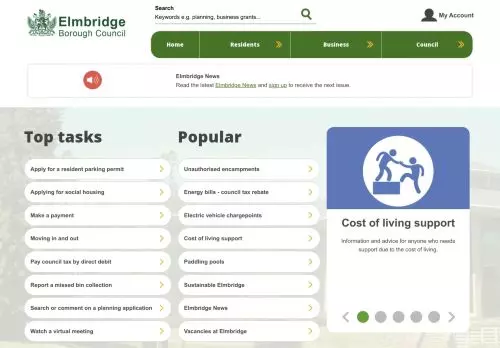 Elmbridge
Borough Council
Search
Keywords e.g. planning, business grants...
My Account
Home
Residents
Business
Council
Elmbridge News
Read the latest Elmbridge News and sign up to receive the next issue.
Top tasks
Apply for a resident parking permit
Applying for social housing
Make a payment
Moving in and out
Pay council tax by direct debit
Report a missed bin collection
Search or comment on a planning application
Watch a virtual meeting
Popular
Unauthorised encampments
Energy bills - council tax rebate
Electric vehicle chargepoints
Cost of living support
Paddling pools
Sustainable Elmbridge
Elmbridge News
Vacancies at Elmbridge
Cost of living support
Information and advice for anyone who needs
support due to the cost of living.